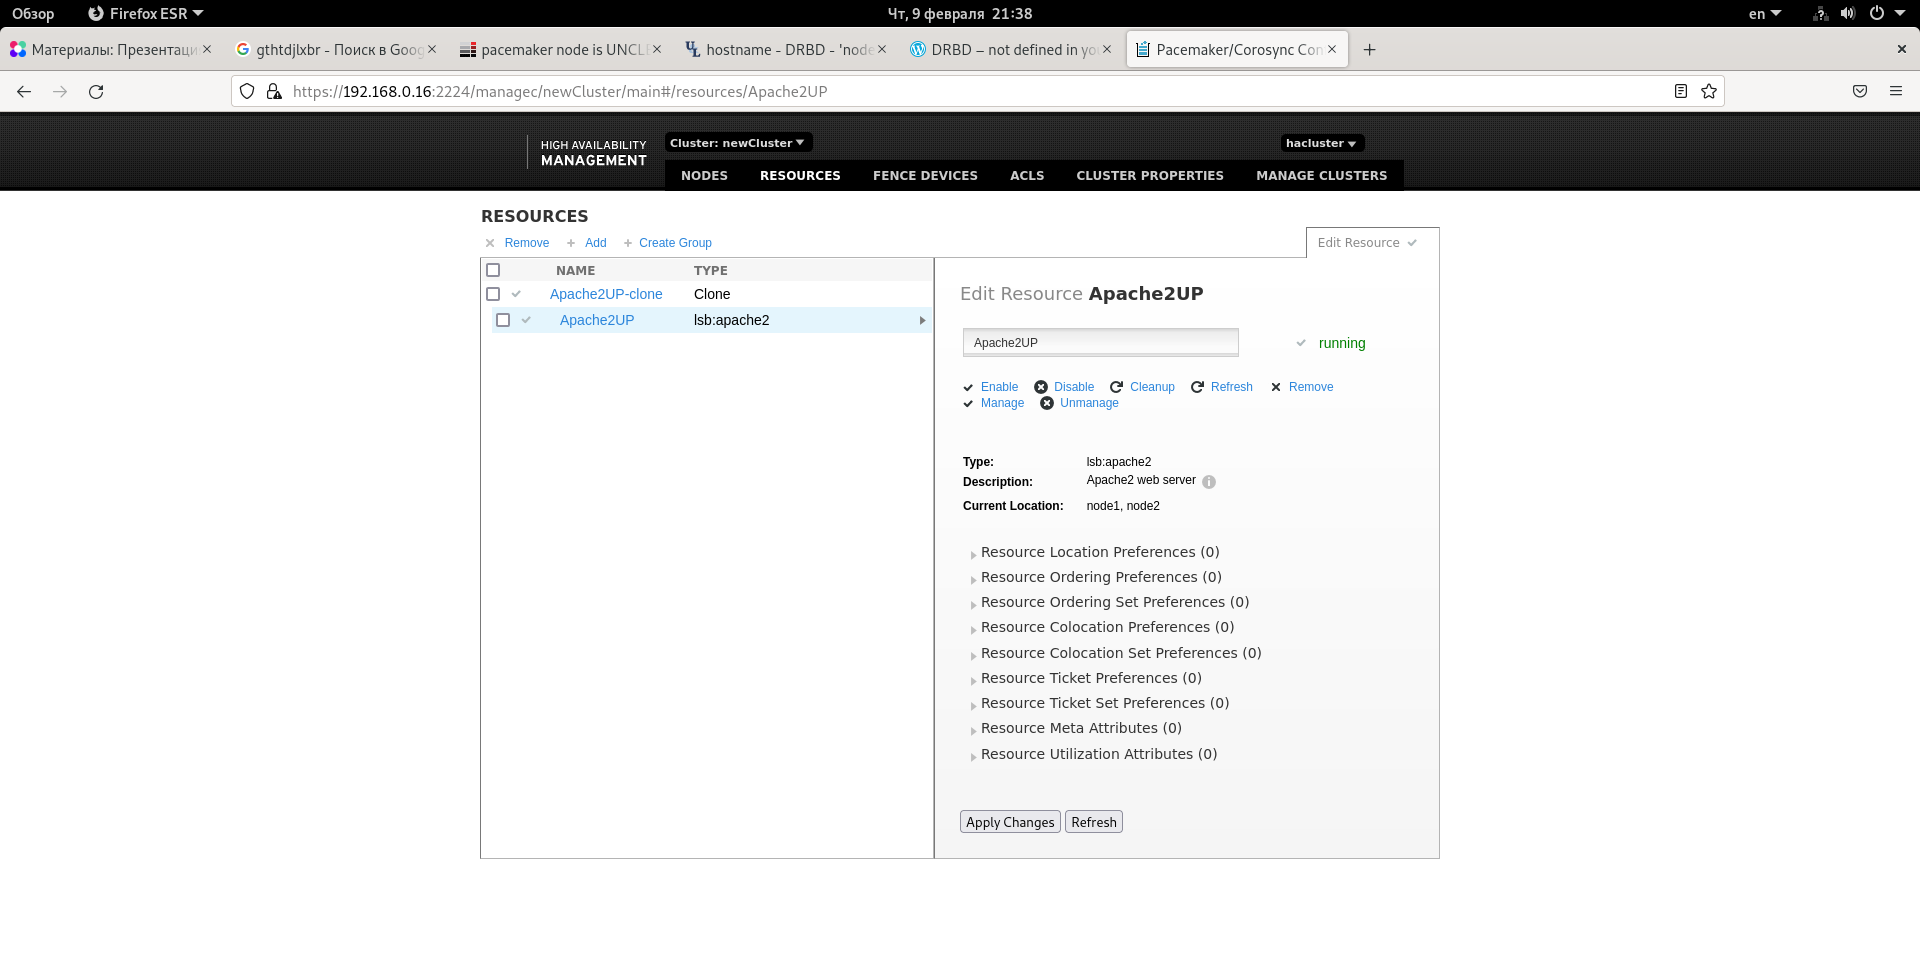 Обзор Firefox ESR Чт, 9 февраля 21:38 en
Материалы: Презентаци gthtdjlxbr - Поиск в Goog pacemaker node is UNCL hostname - DRBD - 'node DRBD – not defined in yo Pacemaker/Corosync Con
https://192.168.0.16:2224/managec/newCluster/main#/resources/Apache2UP
HIGH AVAILABILITY
MANAGEMENT
Cluster: newCluster hacluster
NODES RESOURCES FENCE DEVICES ACLS CLUSTER PROPERTIES MANAGE CLUSTERS
RESOURCES
Remove Add Create Group Edit Resource
NAME TYPE
Apache2UP-clone Clone
Apache2UP lsb:apache2
Edit Resource Apache2UP
Apache2UP running
Enable Disable Cleanup Refresh Remove
Manage Unmanage
Type: lsb:apache2
Description: Apache2 web server
Current Location: node1, node2
Resource Location Preferences (0)
Resource Ordering Preferences (0)
Resource Ordering Set Preferences (0)
Resource Colocation Preferences (0)
Resource Colocation Set Preferences (0)
Resource Ticket Preferences (0)
Resource Ticket Set Preferences (0)
Resource Meta Attributes (0)
Resource Utilization Attributes (0)
Apply Changes Refresh